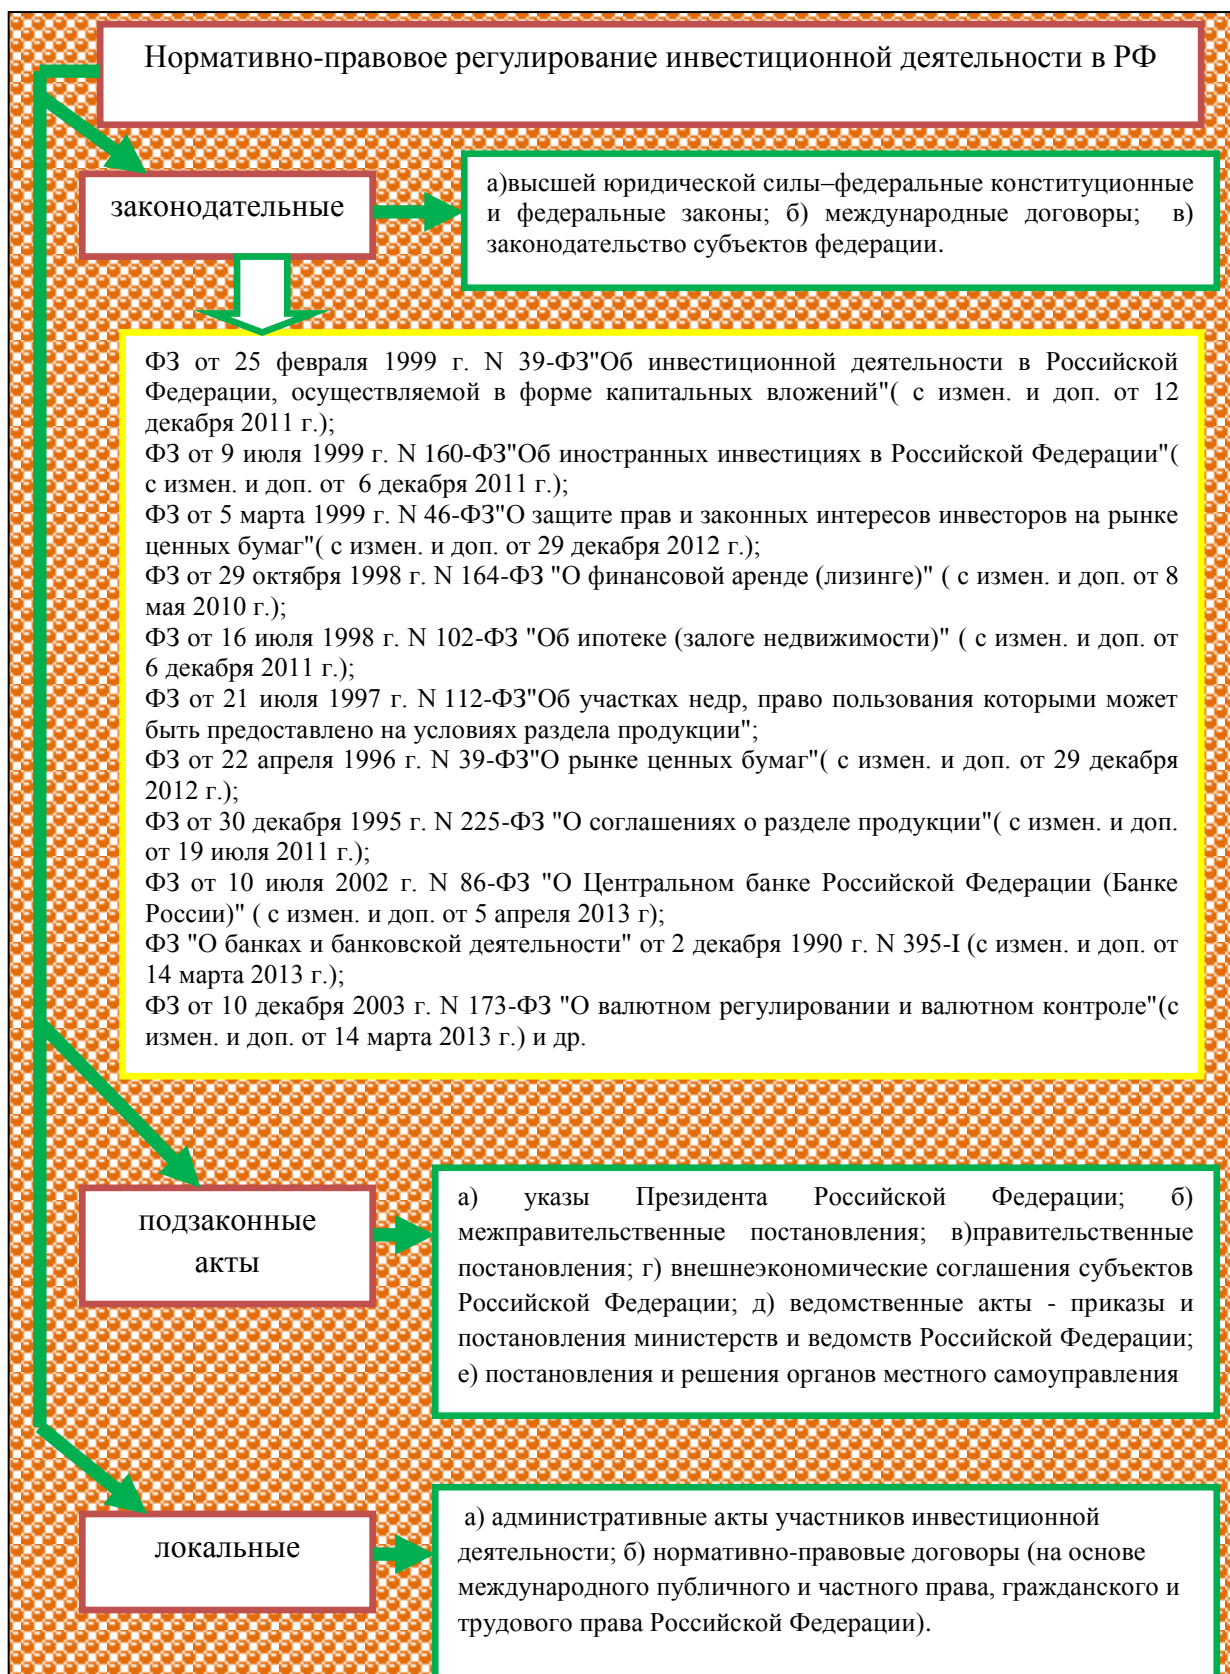 Нормативно-правовое регулирование инвестиционной деятельности в РФ
законодательные
а)высшей юридической силы–федеральные конституционные
и федеральные законы; б) международные договоры; в)
законодательство субъектов федерации.
ФЗ от 25 февраля 1999 г. N 39-ФЗ"Об инвестиционной деятельности в Российской
Федерации, осуществляемой в форме капитальных вложений"( с измен. и доп. от 12
декабря 2011 г.);
ФЗ от 9 июля 1999 г. N 160-ФЗ"Об иностранных инвестициях в Российской Федерации"(
с измен. и доп. от 6 декабря 2011 г.);
ФЗ от 5 марта 1999 г. N 46-ФЗ"О защите прав и законных интересов инвесторов на рынке
ценных бумаг"( с измен. и доп. от 29 декабря 2012 г.);
ФЗ от 29 октября 1998 г. N 164-ФЗ "О финансовой аренде (лизинге)" ( с измен. и доп. от 8
мая 2010 г.);
ФЗ от 16 июля 1998 г. N 102-ФЗ "Об ипотеке (залоге недвижимости)" ( с измен. и доп. от
6 декабря 2011 г.);
ФЗ от 21 июля 1997 г. N 112-ФЗ"Об участках недр, право пользования которыми может
быть предоставлено на условиях раздела продукции";
ФЗ от 22 апреля 1996 г. N 39-ФЗ"О рынке ценных бумаг"( с измен. и доп. от 29 декабря
2012 г.);
ФЗ от 30 декабря 1995 г. N 225-ФЗ "О соглашениях о разделе продукции"( с измен. и доп.
от 19 июля 2011 г.);
ФЗ от 10 июля 2002 г. N 86-ФЗ "О Центральном банке Российской Федерации (Банке
России)" ( с измен. и доп. от 5 апреля 2013 г);
ФЗ "О банках и банковской деятельности" от 2 декабря 1990 г. N 395-I (с измен. и доп. от
14 марта 2013 г.);
ФЗ от 10 декабря 2003 г. N 173-ФЗ "О валютном регулировании и валютном контроле"(с
измен. и доп. от 14 марта 2013 г.) и др.
подзаконные
акты
а) указы Президента Российской Федерации; б)
межправительственные постановления; в)правительственные
постановления; г) внешнеэкономические соглашения субъектов
Российской Федерации; д) ведомственные акты - приказы и
постановления министерств и ведомств Российской Федерации;
е) постановления и решения органов местного самоуправления
локальные
а) административные акты участников инвестиционной
деятельности; б) нормативно-правовые договоры (на основе
международного публичного и частного права, гражданского и
трудового права Российской Федерации).